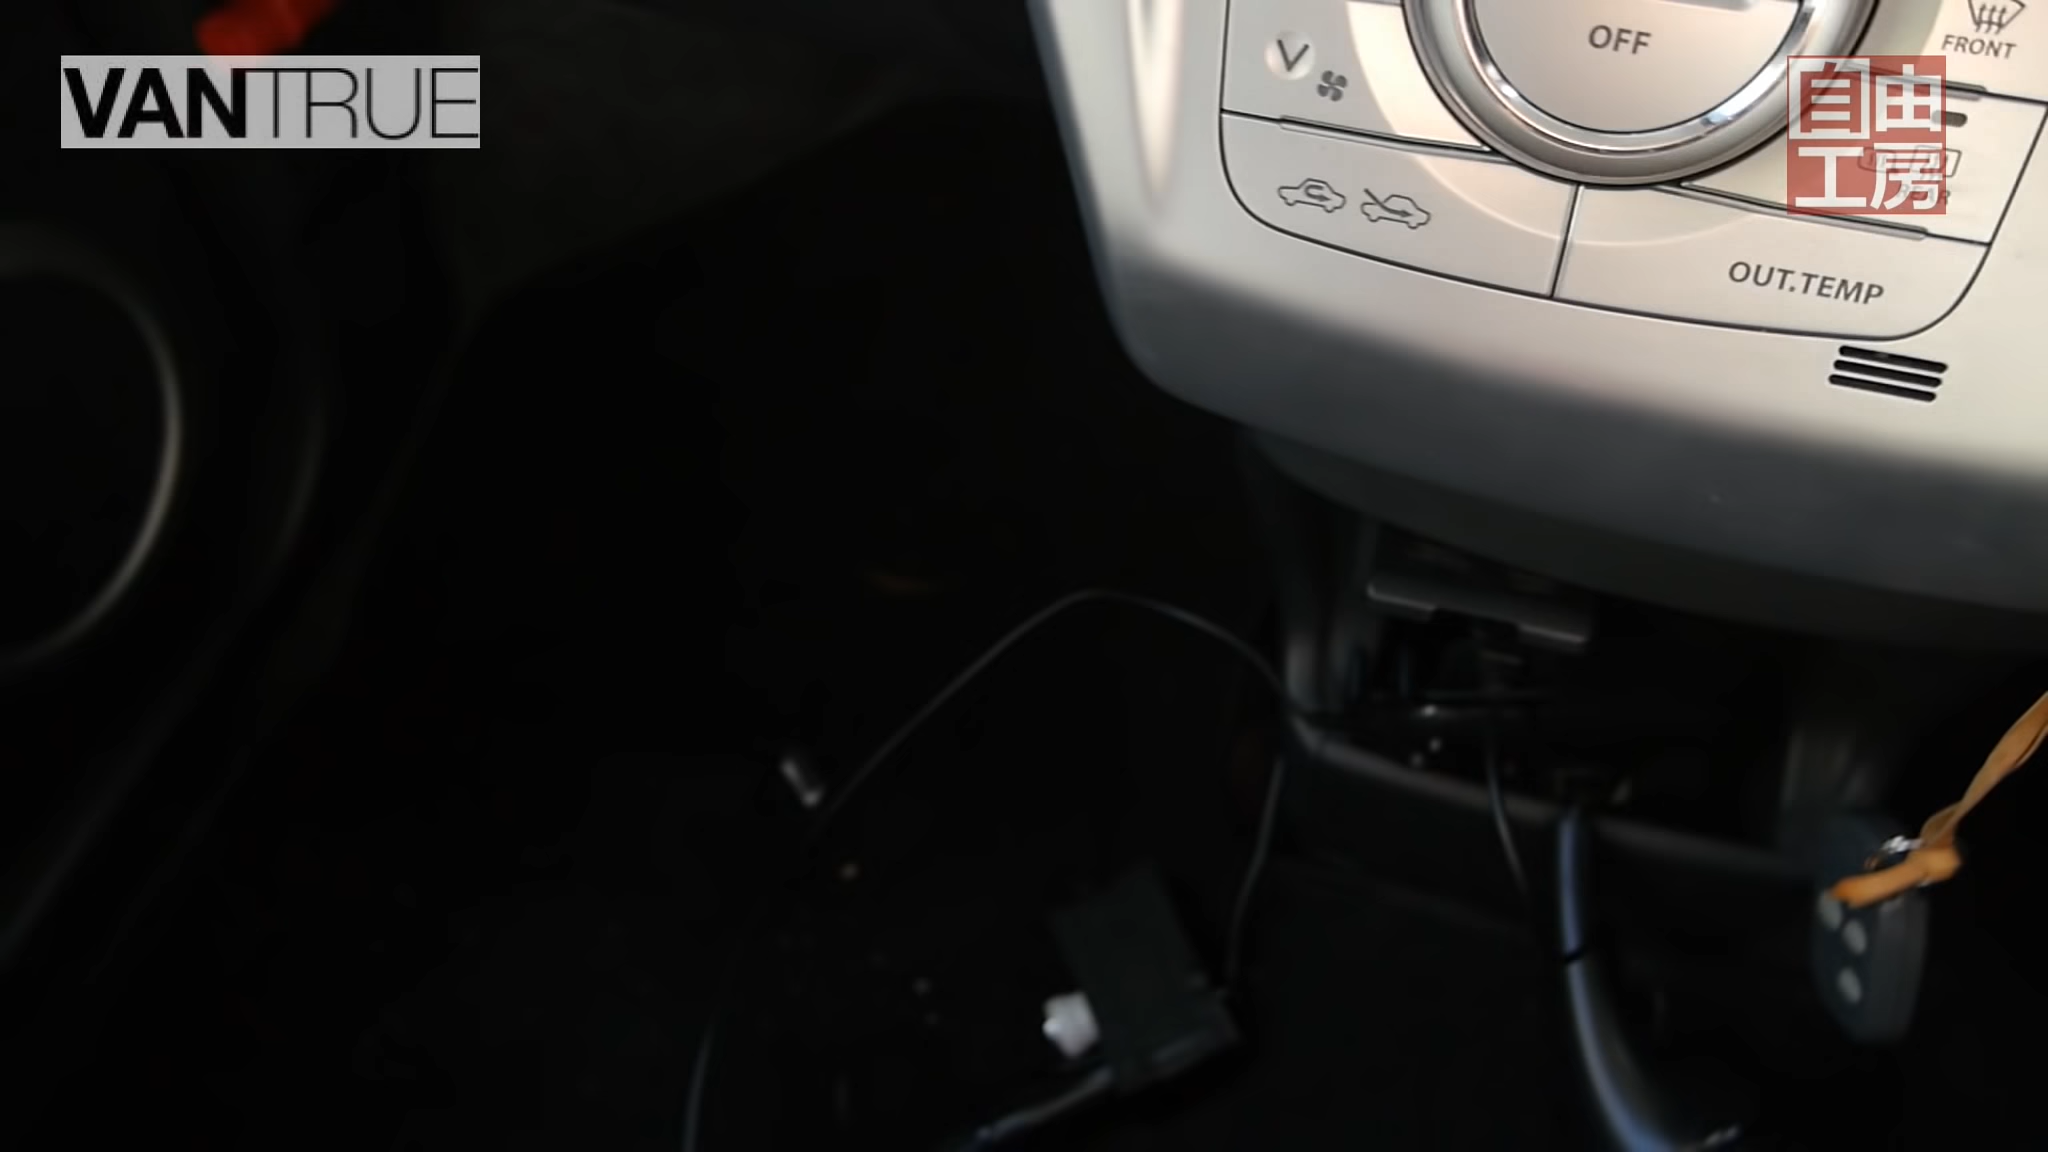 VANTRUE
OFF
FRONT
自由
工房
OUT.TEMP